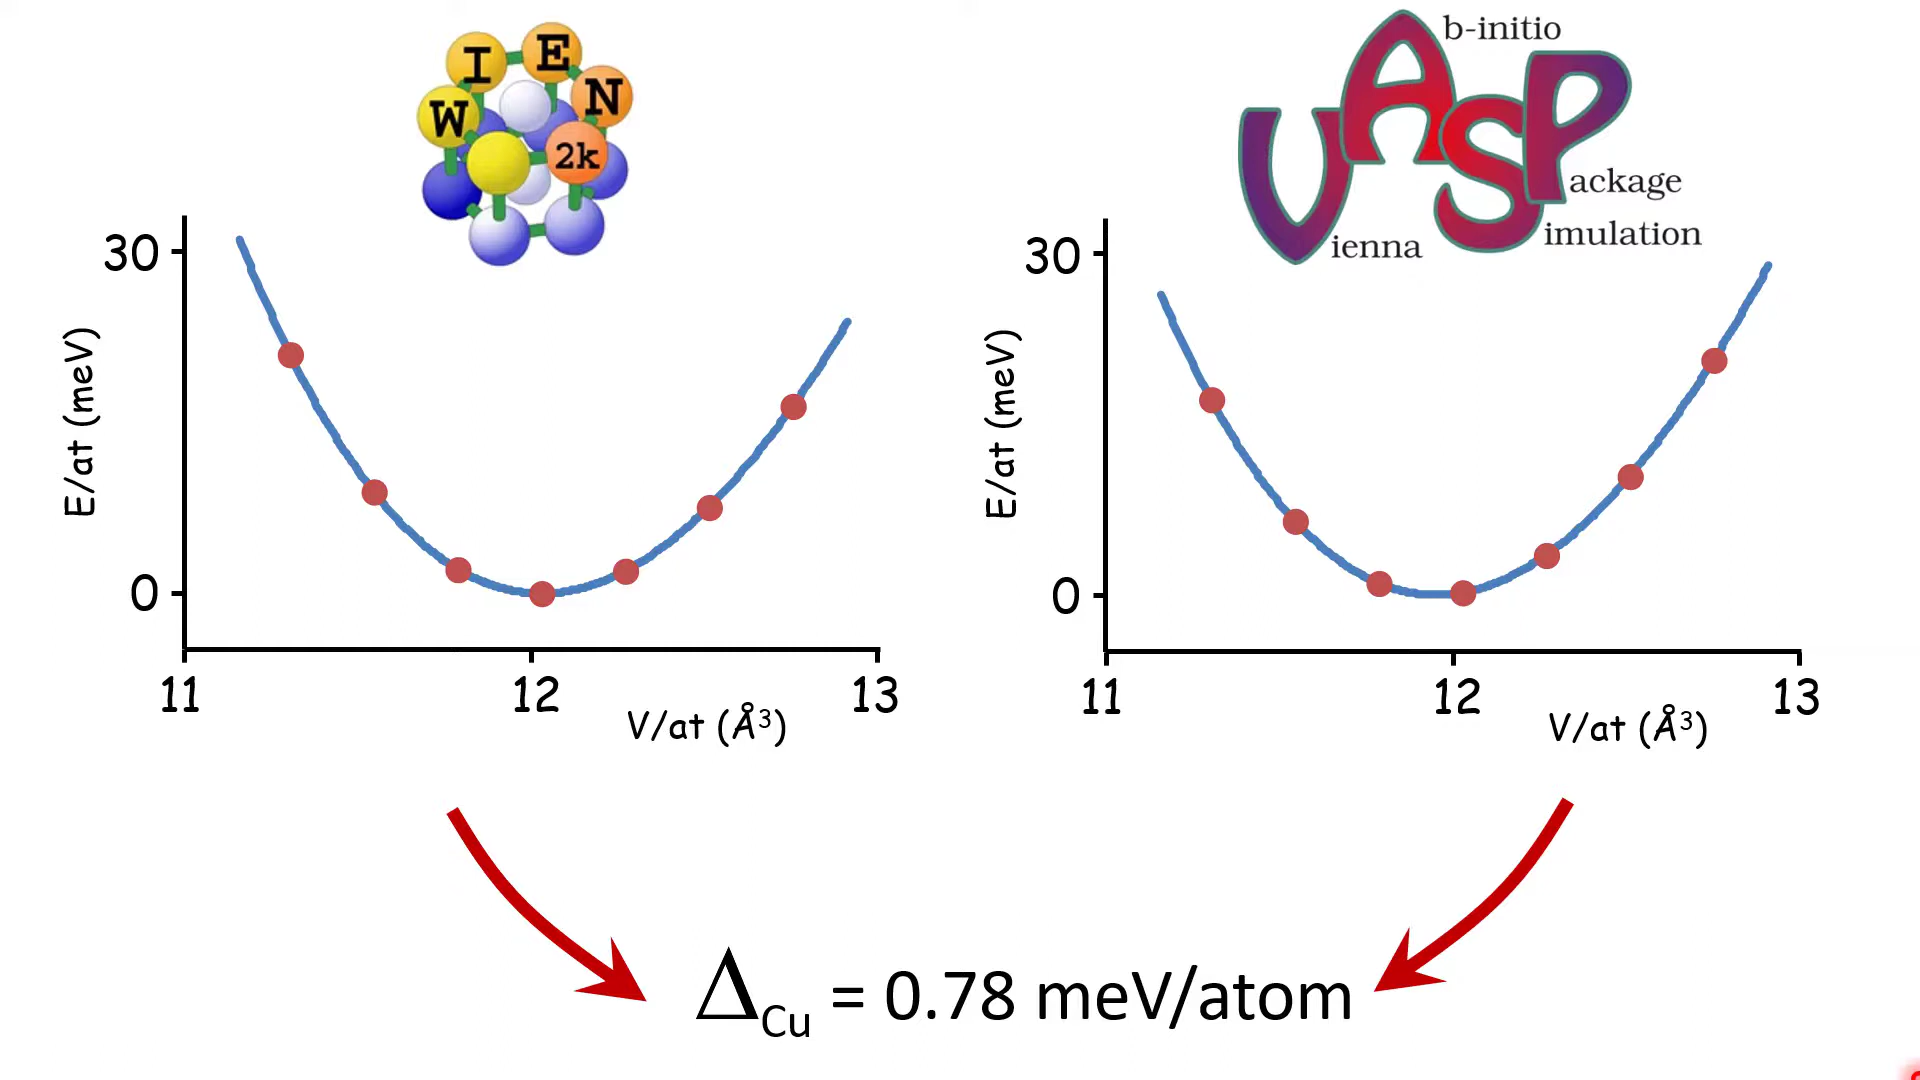 W I E N 2k
V A S P
b-initio
ackage
imulation
ienna
30
0
E/at (meV)
11 12 13
V/at (Å³)
30
0
E/at (meV)
11 12 13
V/at (Å³)
Δ_Cu = 0.78 meV/atom